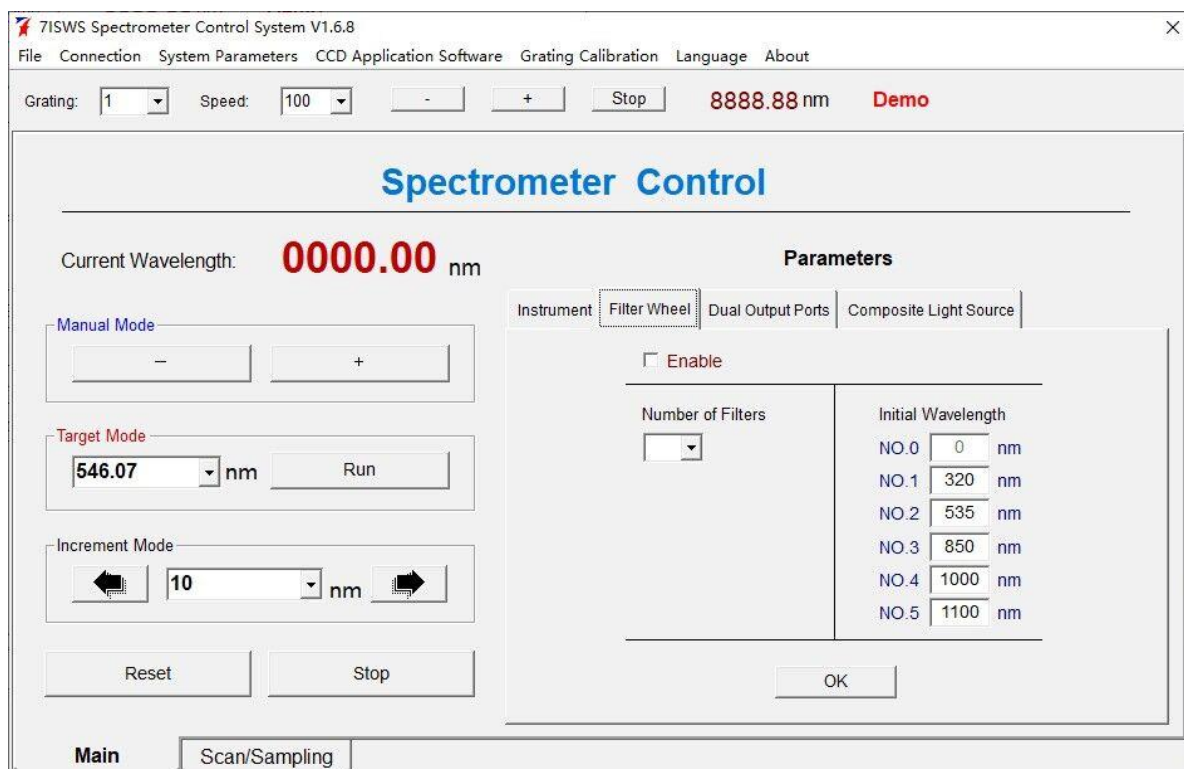 7ISWS Spectrometer Control System V1.6.8
File Connection System Parameters CCD Application Software Grating Calibration Language About
Grating: 1 Speed: 100 - + Stop 8888.88 nm Demo
Spectrometer Control
Current Wavelength: 0000.00 nm
Manual Mode
− +
Target Mode
546.07 nm Run
Increment Mode
10 nm
Reset Stop
Parameters
Instrument Filter Wheel Dual Output Ports Composite Light Source
Enable
Number of Filters
Initial Wavelength
NO.0 0 nm
NO.1 320 nm
NO.2 535 nm
NO.3 850 nm
NO.4 1000 nm
NO.5 1100 nm
OK
Main Scan/Sampling